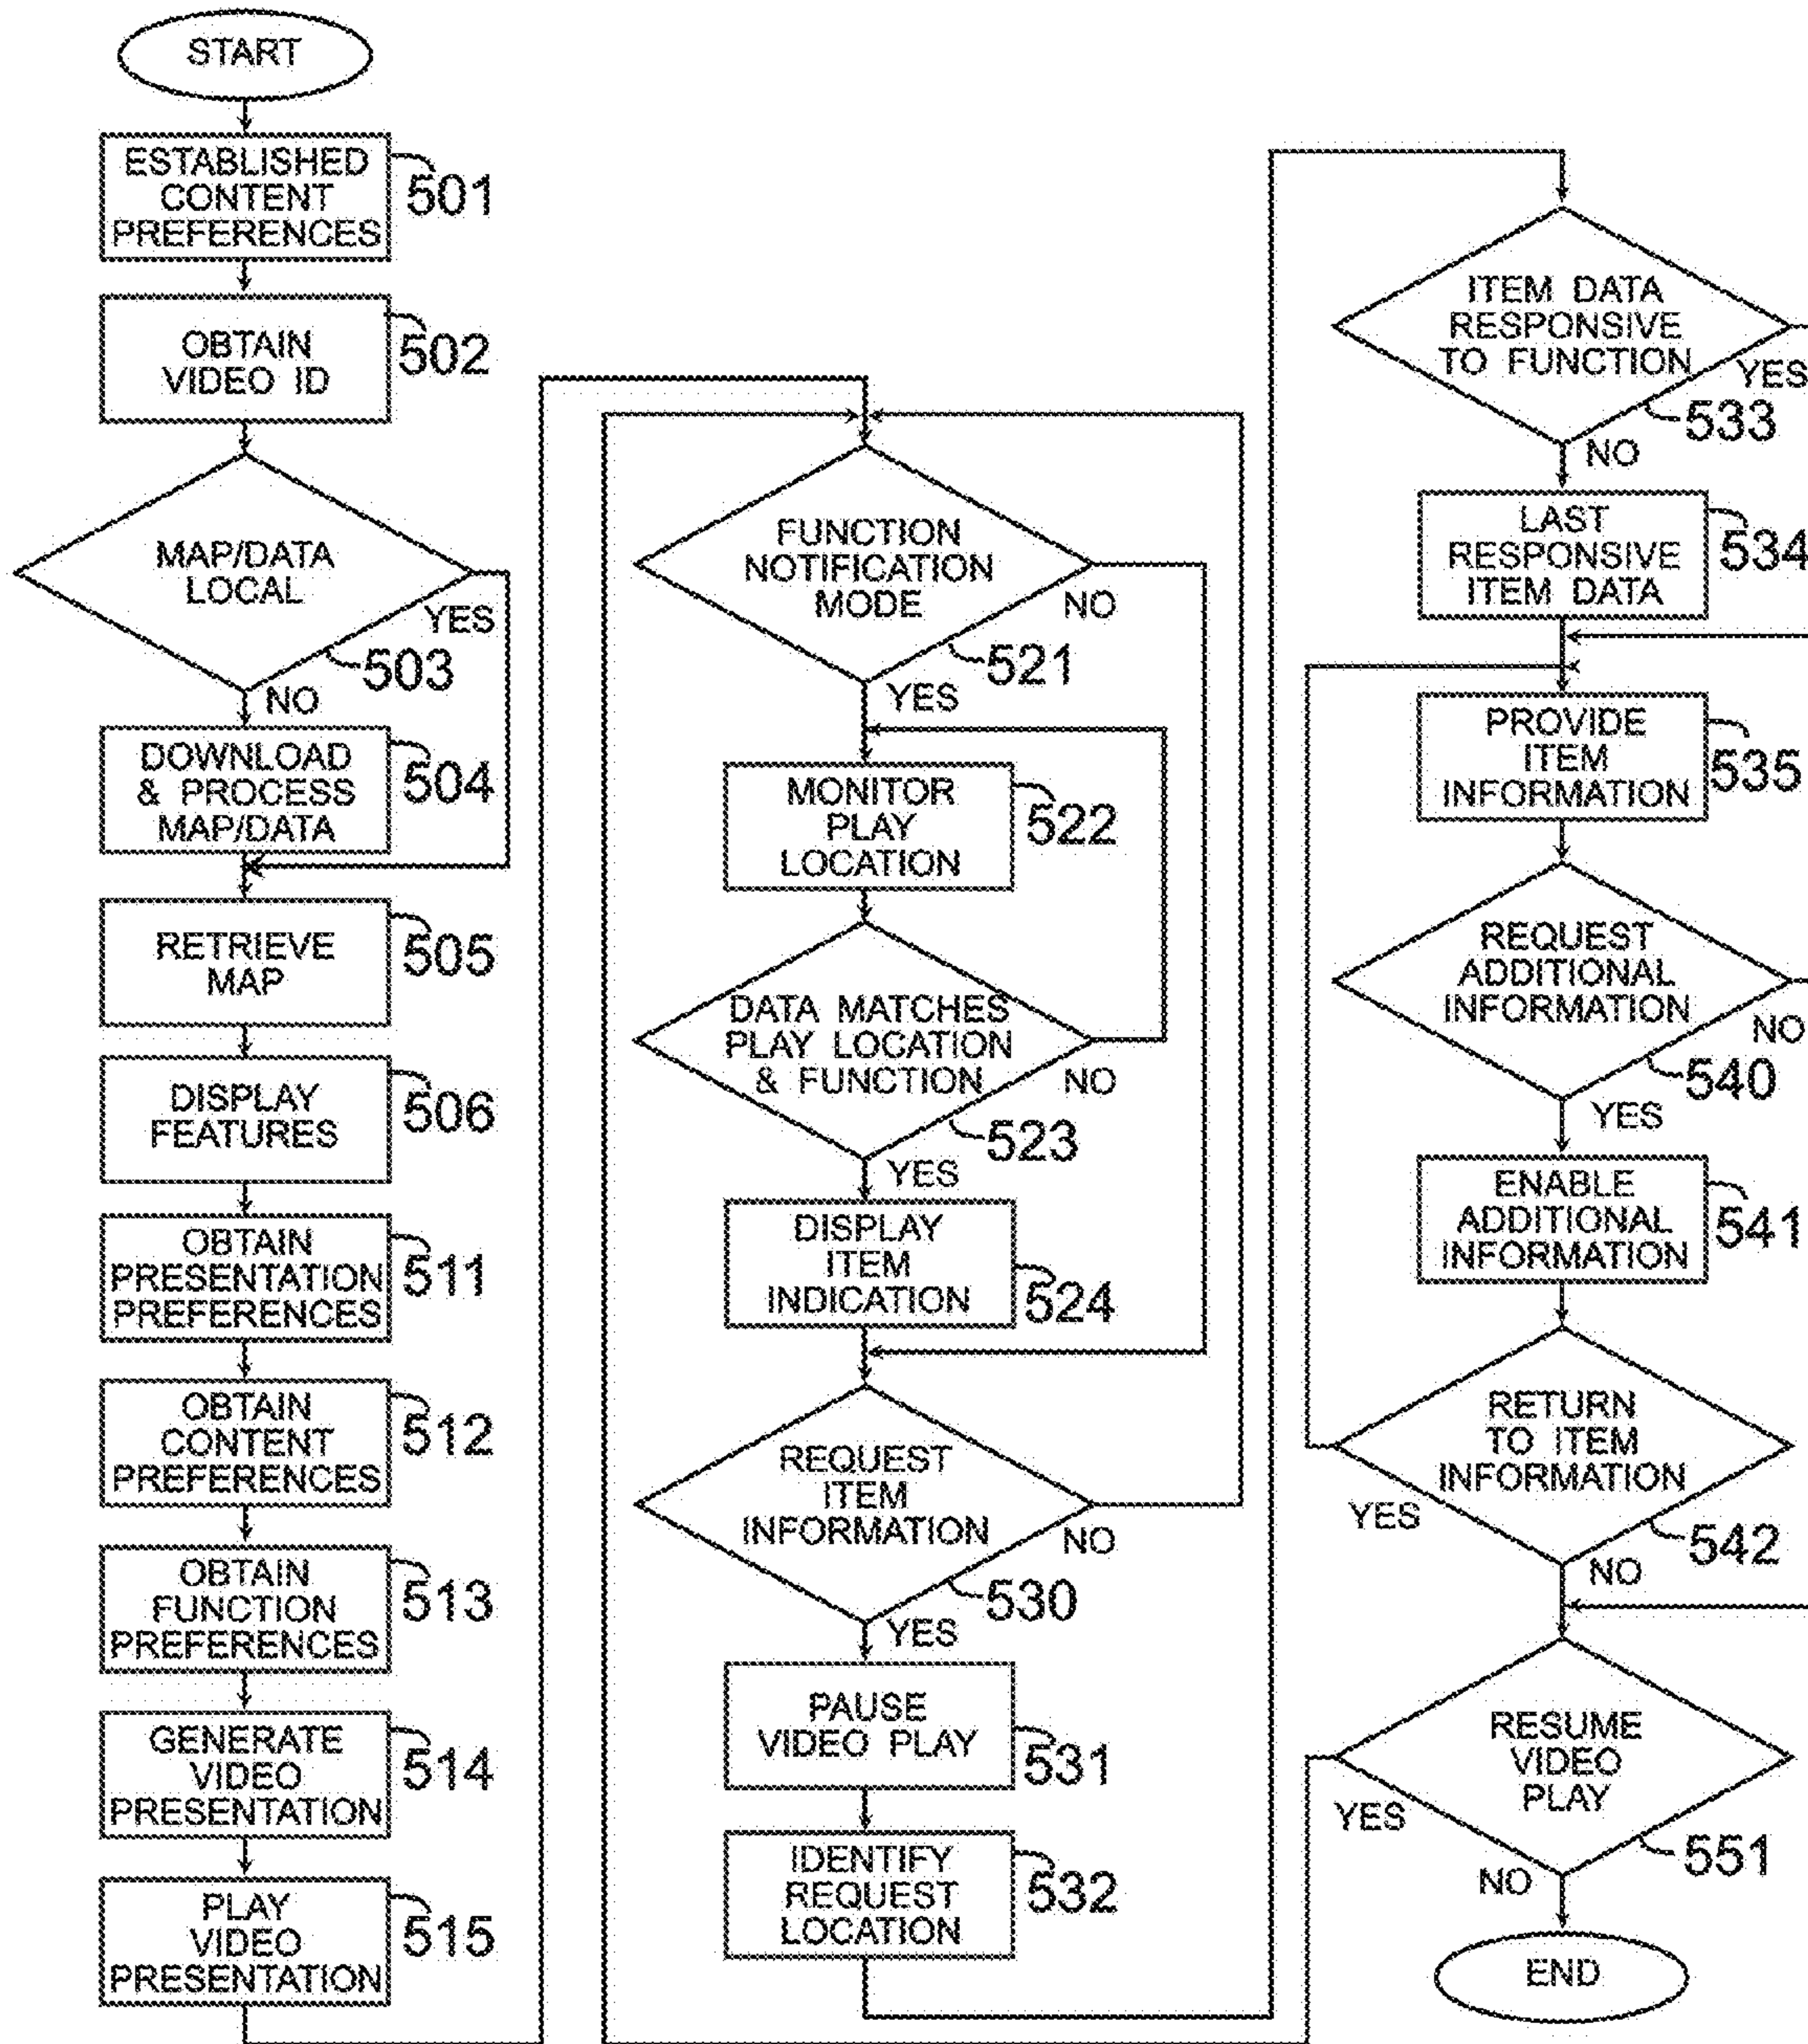 START
ESTABLISHED
CONTENT
PREFERENCES
501
OBTAIN
VIDEO ID
502
MAP/DATA
LOCAL
YES
503
NO
DOWNLOAD
& PROCESS
MAP/DATA
504
RETRIEVE
MAP
505
DISPLAY
FEATURES
506
OBTAIN
PRESENTATION
PREFERENCES
511
OBTAIN
CONTENT
PREFERENCES
512
OBTAIN
FUNCTION
PREFERENCES
513
GENERATE
VIDEO
PRESENTATION
514
PLAY
VIDEO
PRESENTATION
515
FUNCTION
NOTIFICATION
MODE
NO
521
YES
MONITOR
PLAY
LOCATION
522
DATA MATCHES
PLAY LOCATION
& FUNCTION
NO
523
YES
DISPLAY
ITEM
INDICATION
524
REQUEST
ITEM
INFORMATION
NO
530
YES
PAUSE
VIDEO PLAY
531
IDENTIFY
REQUEST
LOCATION
532
ITEM DATA
RESPONSIVE
TO FUNCTION
YES
533
NO
LAST
RESPONSIVE
ITEM DATA
534
PROVIDE
ITEM
INFORMATION
535
REQUEST
ADDITIONAL
INFORMATION
NO
540
YES
ENABLE
ADDITIONAL
INFORMATION
541
RETURN
TO ITEM
INFORMATION
YES
542
NO
RESUME
VIDEO
PLAY
YES
551
NO
END